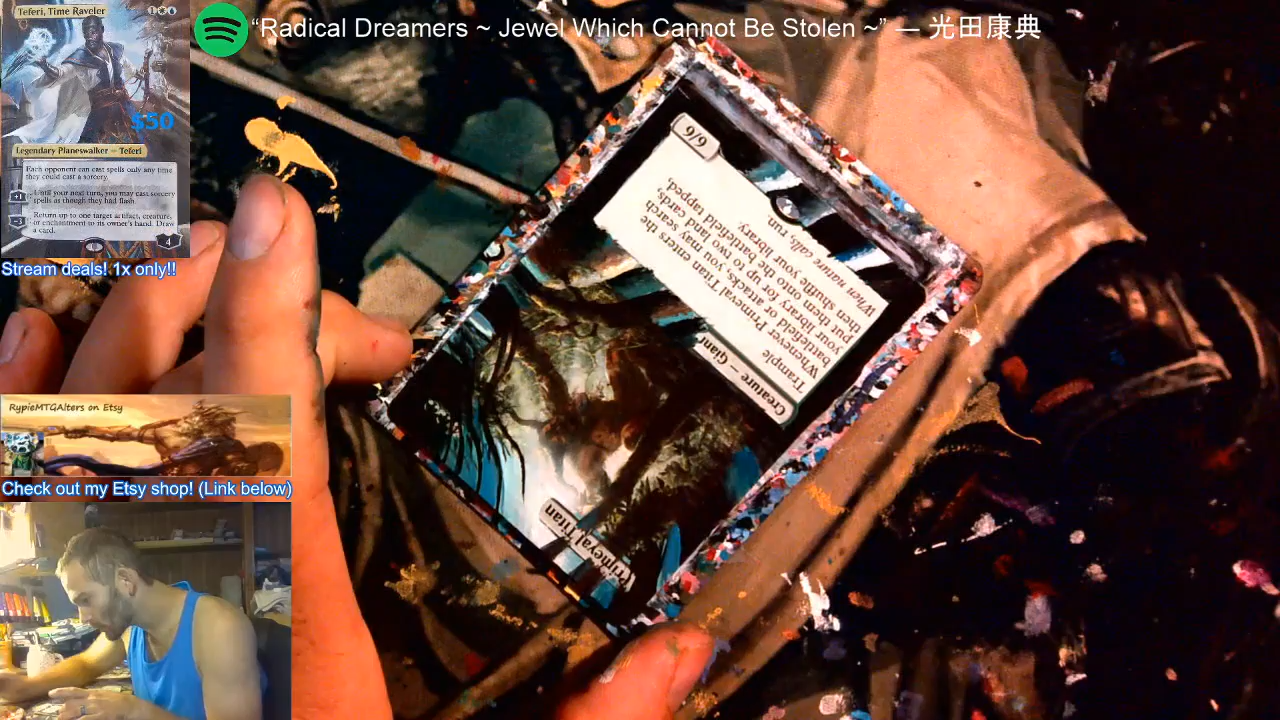 Teferi, Time Raveler
"Radical Dreamers ~ Jewel Which Cannot Be Stolen ~" — 光田康典
$50
Legendary Planeswalker – Teferi
Each opponent can cast spells only any time
they could cast a sorcery.
+1
Until your next turn, you may cast sorcery
spells as though they had flash.
-3
Return up to one target artifact, creature,
or enchantment to its owner's hand. Draw
a card.
4
Stream deals! 1x only!!
RypieMTGAlters on Etsy
Check out my Etsy shop! (Link below)
Primeval Titan
Creature – Giant
Trample
Whenever Primeval Titan enters the
battlefield or attacks, you may search
your library for up to two land cards,
put them onto the battlefield tapped,
then shuffle your library.
When nature calls, run.
6/6